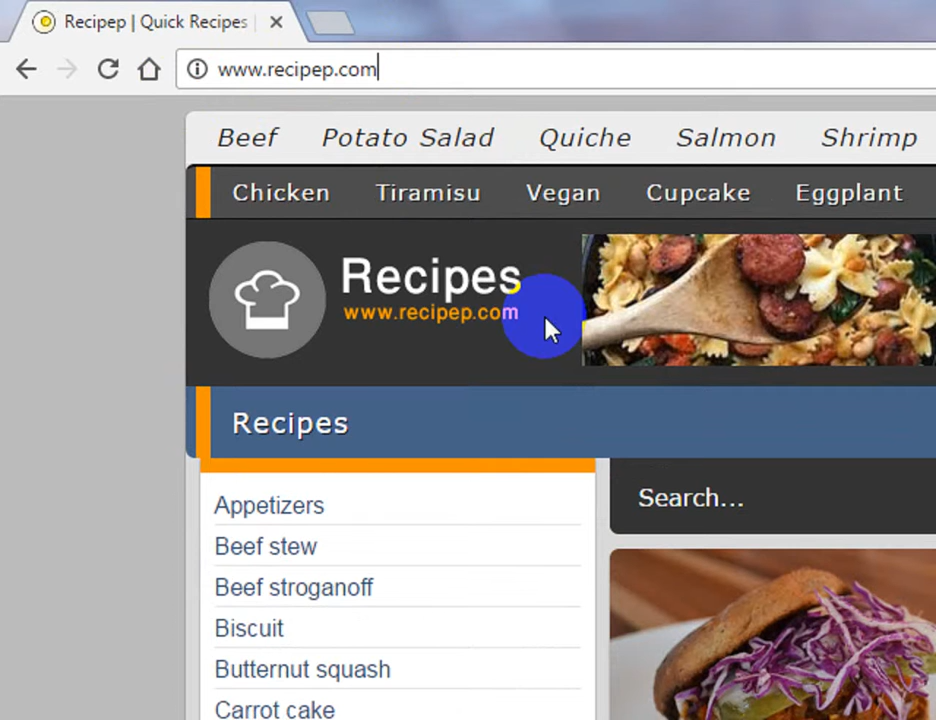 Recipep | Quick Recipes
www.recipep.com
Beef Potato Salad Quiche Salmon Shrimp
Chicken Tiramisu Vegan Cupcake Eggplant
Recipes
www.recipep.com
Recipes
Appetizers
Beef stew
Beef stroganoff
Biscuit
Butternut squash
Carrot cake
Search...